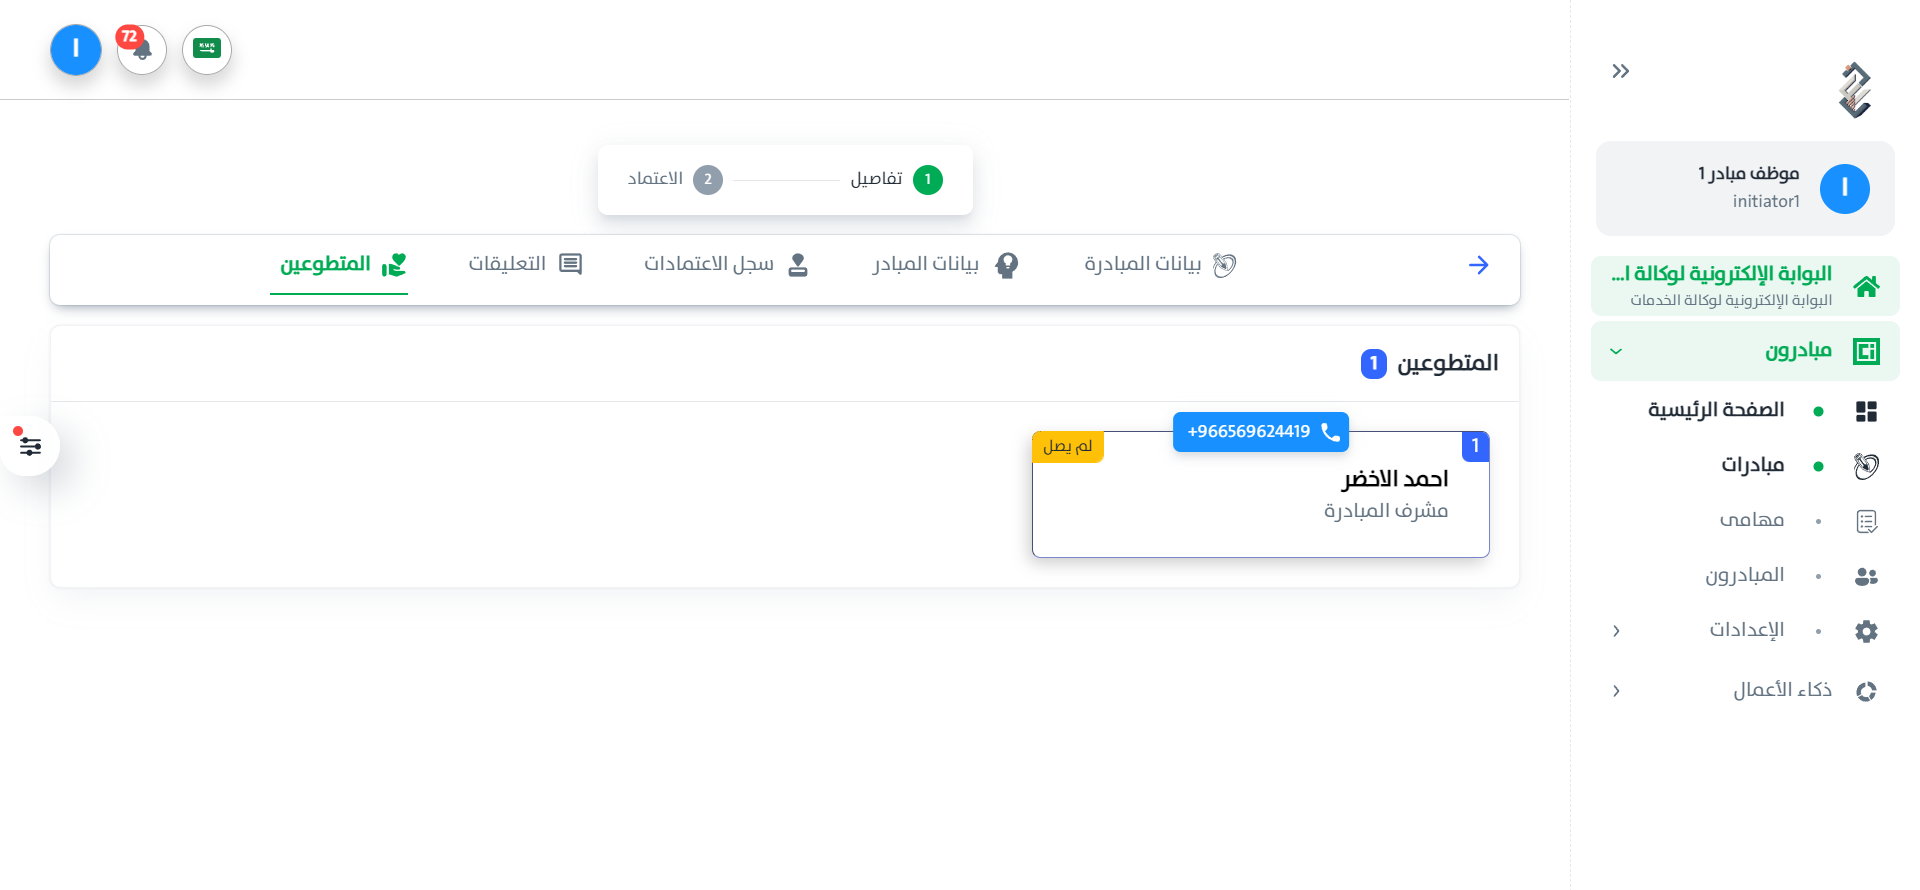 موظف مبادر 1
initiator1
البوابة الإلكترونية لوكالة ا...
البوابة الإلكترونية لوكالة الخدمات
مبادرون
الصفحة الرئيسية
مبادرات
مهامى
المبادرون
الإعدادات
ذكاء الأعمال
72
ا
ا
1 تفاصيل
2 الاعتماد
بيانات المبادرة
بيانات المبادر
سجل الاعتمادات
التعليقات
المتطوعين
المتطوعين 1
1
+966569624419
لم يصل
احمد الاخضر
مشرف المبادرة